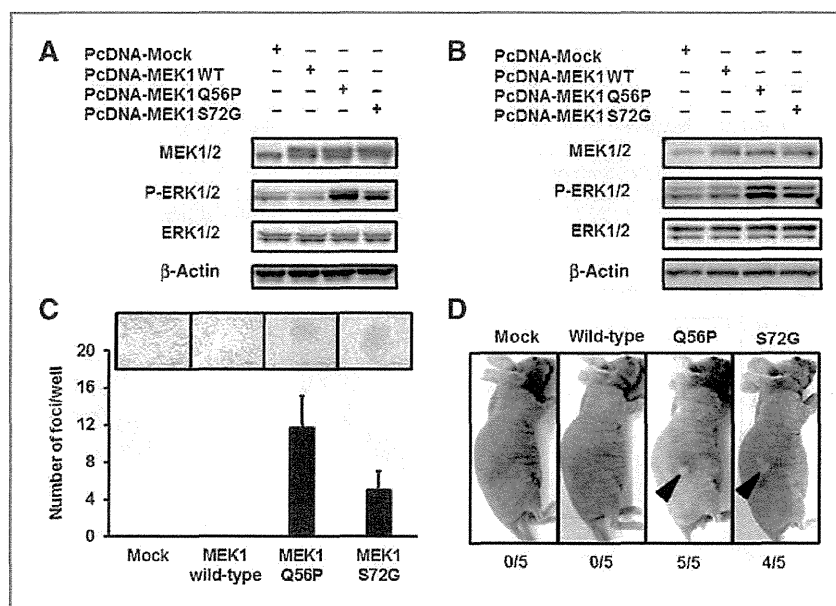 A
PcDNA-Mock + − − −
PcDNA-MEK1 WT − + − −
PcDNA-MEK1 Q56P − − + −
PcDNA-MEK1 S72G − − − +
MEK1/2
P-ERK1/2
ERK1/2
β-Actin
B
PcDNA-Mock + − − −
PcDNA-MEK1 WT − + − −
PcDNA-MEK1 Q56P − − + −
PcDNA-MEK1 S72G − − − +
MEK1/2
P-ERK1/2
ERK1/2
β-Actin
C
Number of foci/well
20
16
12
8
4
0
Mock
MEK1 wild-type
MEK1 Q56P
MEK1 S72G
D
Mock Wild-type Q56P S72G
0/5 0/5 5/5 4/5